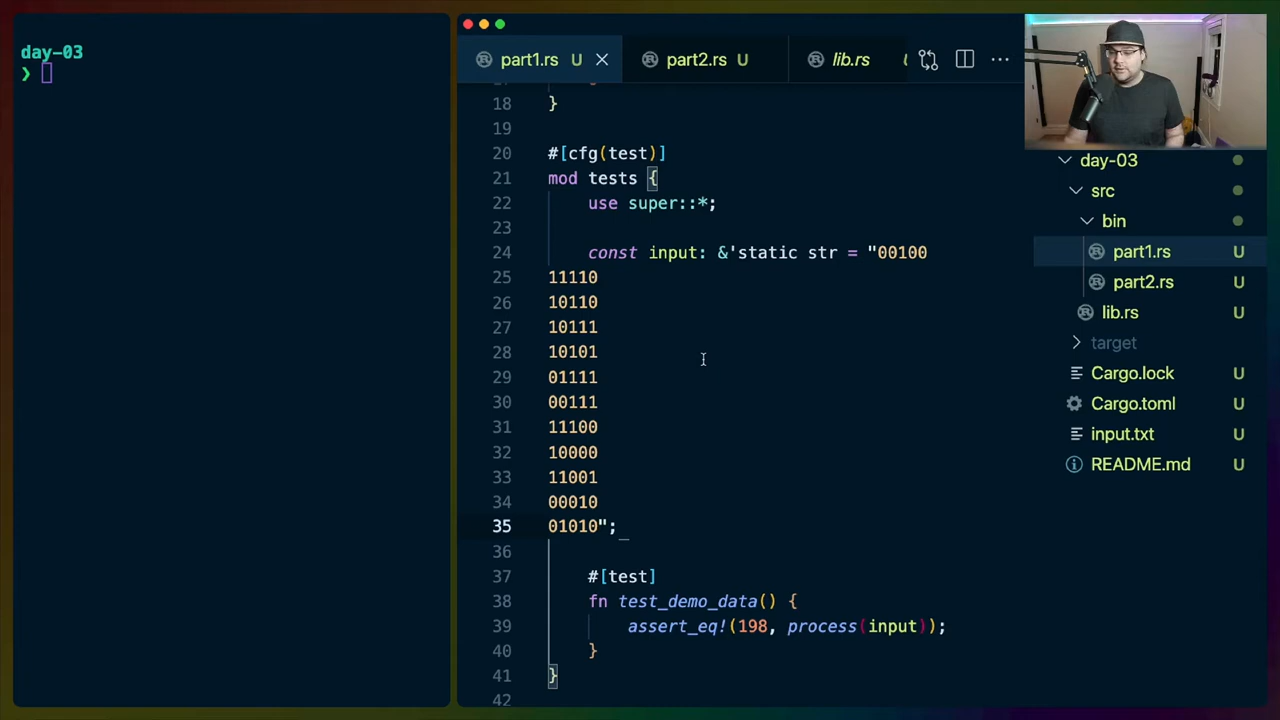 day-03
❯
part1.rs U
part2.rs U
lib.rs
18 }
19
20 #[cfg(test)]
21 mod tests {
22 use super::*;
23
24 const input: &'static str = "00100
25 11110
26 10110
27 10111
28 10101
29 01111
30 00111
31 11100
32 10000
33 11001
34 00010
35 01010";
36
37 #[test]
38 fn test_demo_data() {
39 assert_eq!(198, process(input));
40 }
41 }
42
day-03
src
bin
part1.rs U
part2.rs U
lib.rs U
target
Cargo.lock U
Cargo.toml U
input.txt U
README.md U